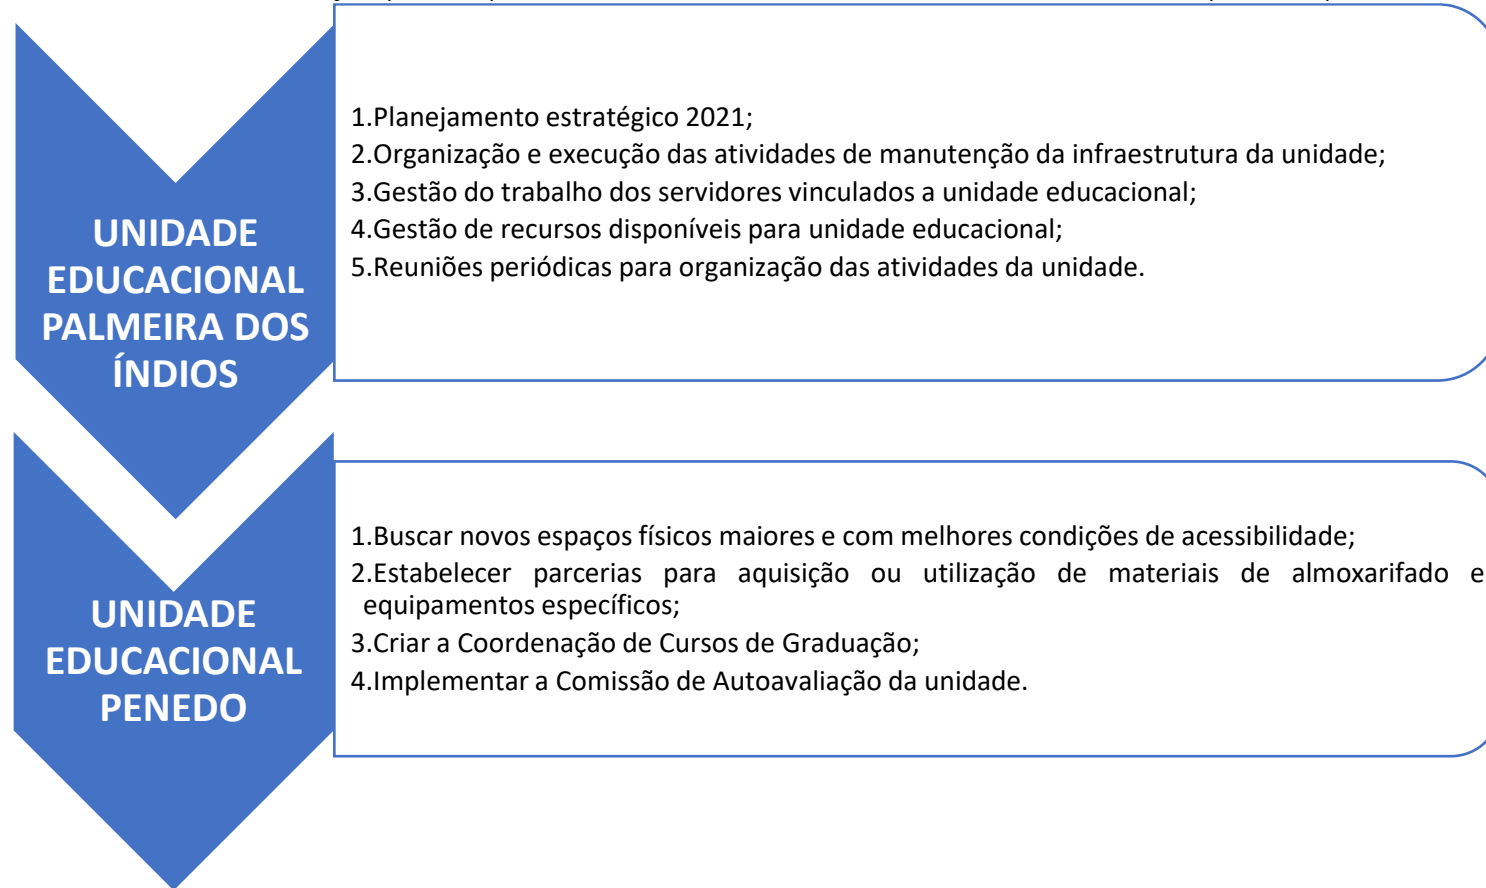 UNIDADE
EDUCACIONAL
PALMEIRA DOS
ÍNDIOS
1.Planejamento estratégico 2021;
2.Organização e execução das atividades de manutenção da infraestrutura da unidade;
3.Gestão do trabalho dos servidores vinculados a unidade educacional;
4.Gestão de recursos disponíveis para unidade educacional;
5.Reuniões periódicas para organização das atividades da unidade.
UNIDADE
EDUCACIONAL
PENEDO
1.Buscar novos espaços físicos maiores e com melhores condições de acessibilidade;
2.Estabelecer parcerias para aquisição ou utilização de materiais de almoxarifado e
equipamentos específicos;
3.Criar a Coordenação de Cursos de Graduação;
4.Implementar a Comissão de Autoavaliação da unidade.